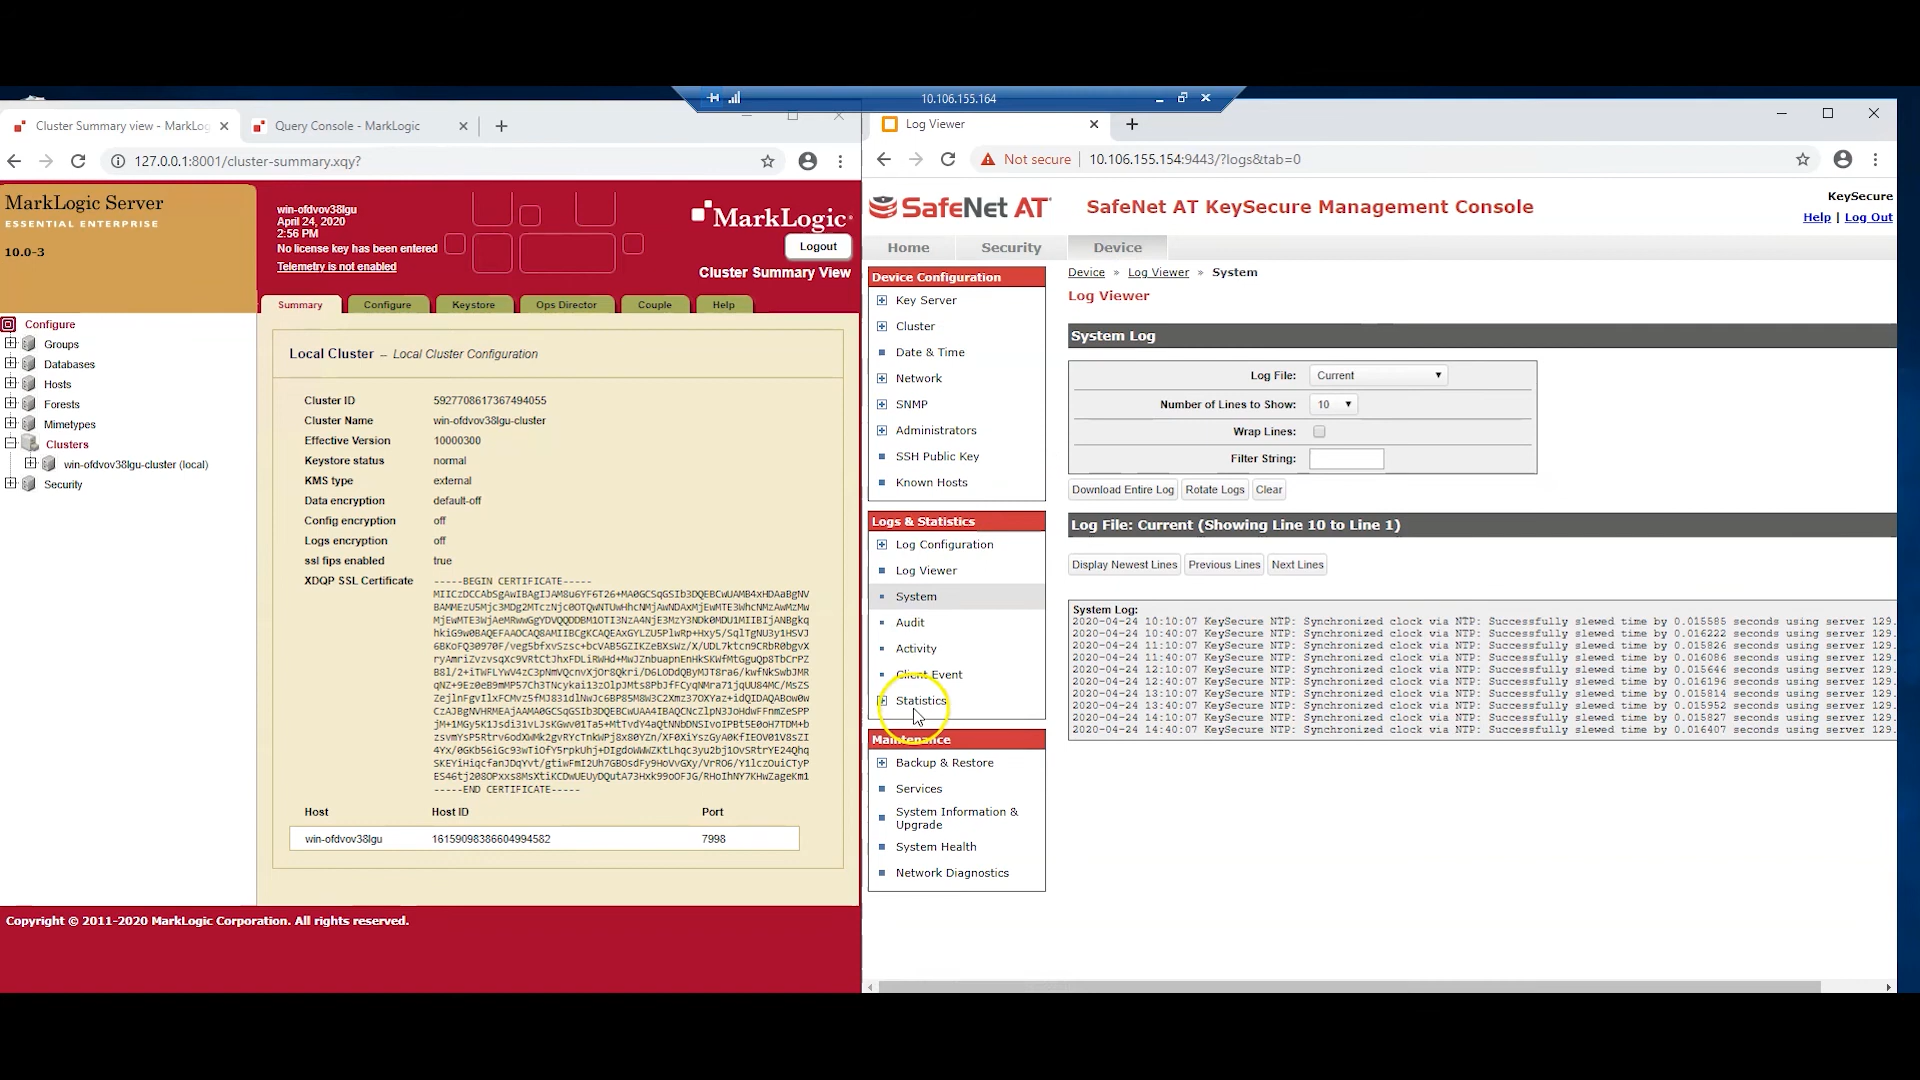 10.106.155.164
Cluster Summary view - MarkLog
Query Console - MarkLogic
127.0.0.1:8001/cluster-summary.xqy?
MarkLogic Server
ESSENTIAL ENTERPRISE
10.0-3
win-ofdvov38lgu
April 24, 2020
2:56 PM
No license key has been entered
Telemetry is not enabled
MarkLogic
Logout
Cluster Summary View
Summary
Configure
Keystore
Ops Director
Couple
Help
Configure
Groups
Databases
Hosts
Forests
Mimetypes
Clusters
win-ofdvov38lgu-cluster (local)
Security
Local Cluster – Local Cluster Configuration
Cluster ID 5927708617367494055
Cluster Name win-ofdvov38lgu-cluster
Effective Version 10000300
Keystore status normal
KMS type external
Data encryption default-off
Config encryption off
Logs encryption off
ssl fips enabled true
XDQP SSL Certificate -----BEGIN CERTIFICATE-----
-----END CERTIFICATE-----
Host Host ID Port
win-ofdvov38lgu 16159098386604994582 7998
Copyright © 2011-2020 MarkLogic Corporation. All rights reserved.
Log Viewer
Not secure 10.106.155.154:9443/?logs&tab=0
SafeNet AT
SafeNet AT KeySecure Management Console
KeySecure
Help | Log Out
Home
Security
Device
Device Configuration
Key Server
Cluster
Date & Time
Network
SNMP
Administrators
SSH Public Key
Known Hosts
Logs & Statistics
Log Configuration
Log Viewer
System
Audit
Activity
Client Event
Statistics
Maintenance
Backup & Restore
Services
System Information &
Upgrade
System Health
Network Diagnostics
Device » Log Viewer » System
Log Viewer
System Log
Log File: Current
Number of Lines to Show: 10
Wrap Lines:
Filter String:
Download Entire Log
Rotate Logs
Clear
Log File: Current (Showing Line 10 to Line 1)
Display Newest Lines
Previous Lines
Next Lines
System Log:
2020-04-24 10:10:07 KeySecure NTP: Synchronized clock via NTP: Successfully slewed time by 0.015585 seconds using server 129.
2020-04-24 10:40:07 KeySecure NTP: Synchronized clock via NTP: Successfully slewed time by 0.016222 seconds using server 129.
2020-04-24 11:10:07 KeySecure NTP: Synchronized clock via NTP: Successfully slewed time by 0.015826 seconds using server 129.
2020-04-24 11:40:07 KeySecure NTP: Synchronized clock via NTP: Successfully slewed time by 0.016086 seconds using server 129.
2020-04-24 12:10:07 KeySecure NTP: Synchronized clock via NTP: Successfully slewed time by 0.015646 seconds using server 129.
2020-04-24 12:40:07 KeySecure NTP: Synchronized clock via NTP: Successfully slewed time by 0.016196 seconds using server 129.
2020-04-24 13:10:07 KeySecure NTP: Synchronized clock via NTP: Successfully slewed time by 0.015814 seconds using server 129.
2020-04-24 13:40:07 KeySecure NTP: Synchronized clock via NTP: Successfully slewed time by 0.015952 seconds using server 129.
2020-04-24 14:10:07 KeySecure NTP: Synchronized clock via NTP: Successfully slewed time by 0.015827 seconds using server 129.
2020-04-24 14:40:07 KeySecure NTP: Synchronized clock via NTP: Successfully slewed time by 0.016407 seconds using server 129.